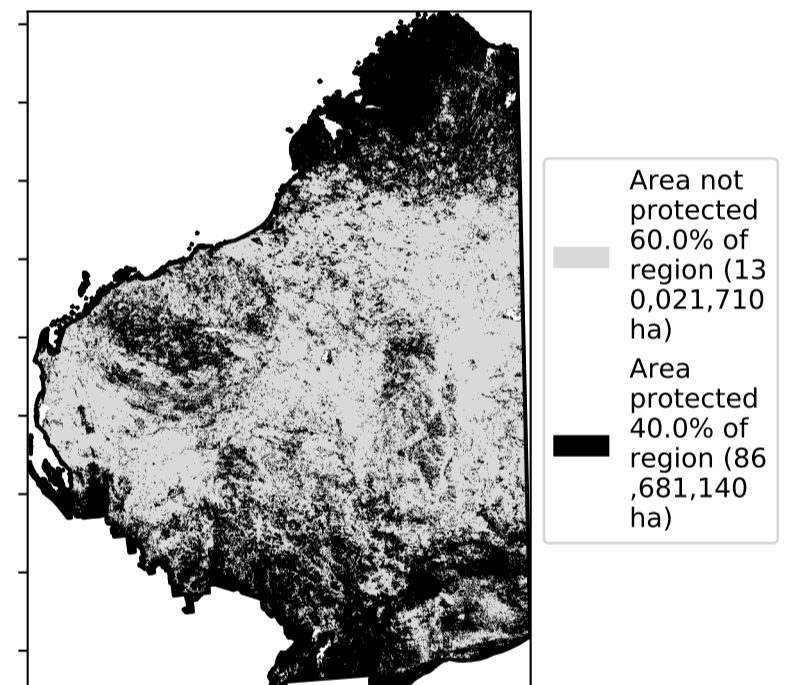 Area not
protected
60.0% of
region (13
0,021,710
ha)
Area
protected
40.0% of
region (86
,681,140
ha)